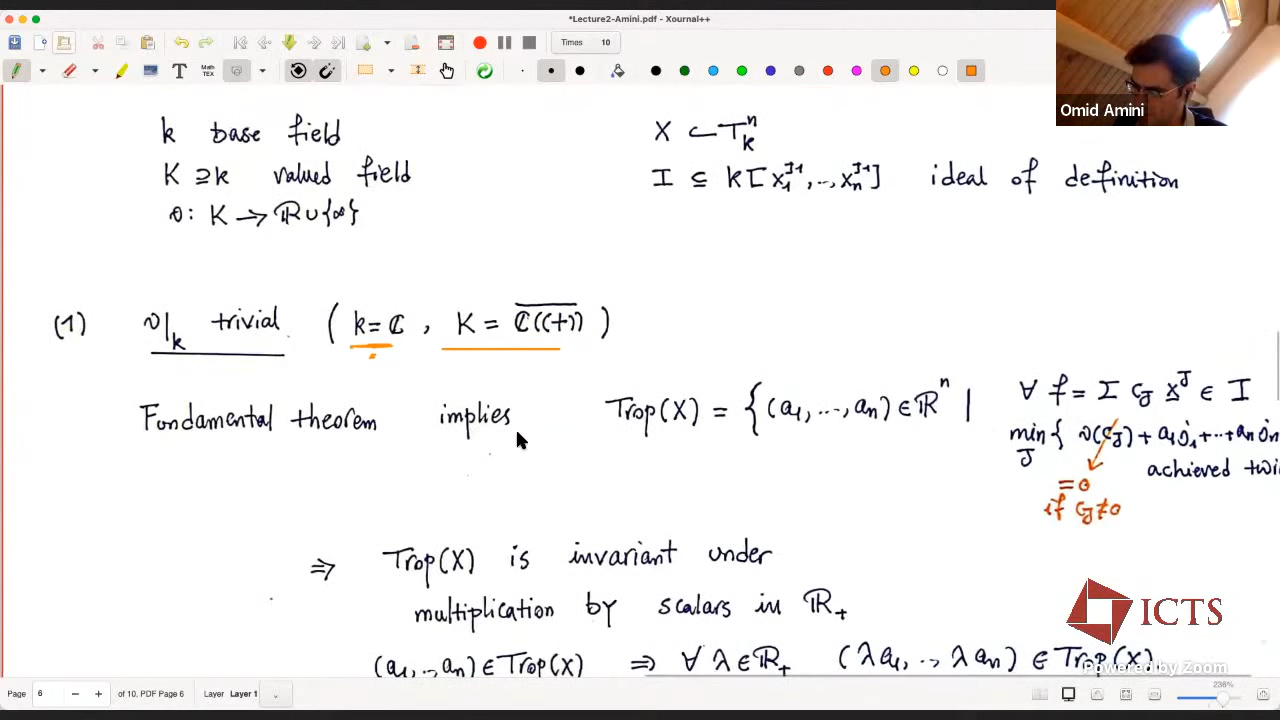 *Lecture2-Amini.pdf - Xournal++
Times 10
Omid Amini
k base field
K ⊇ k valued field
𝔳: K → ℝ∪{∞}
X ⊂ T_k^n
I ⊆ k[x_1^{±1},..,x_n^{±1}] ideal of definition
(1) 𝔳|_k trivial ( k=ℂ , K = \overline{ℂ((t))} )
Fundamental theorem implies Trop(X) = { (a_1,...,a_n) ∈ ℝ^n |
∀ f = Σ c_J x^J ∈ I
min_J { 𝔳(c_J) + a_1 j_1 + ... + a_n j_n
achieved
= 0
if c_J ≠ 0
⇒ Trop(X) is invariant under
multiplication by scalars in ℝ_+
(a_1,..,a_n) ∈ Trop(X) ⇒ ∀ λ ∈ ℝ_+ (λa_1,..,λa_n) ∈ Trop(X)
ICTS
Powered by Zoom
Page 6 of 10, PDF Page 6 Layer Layer 1 236%